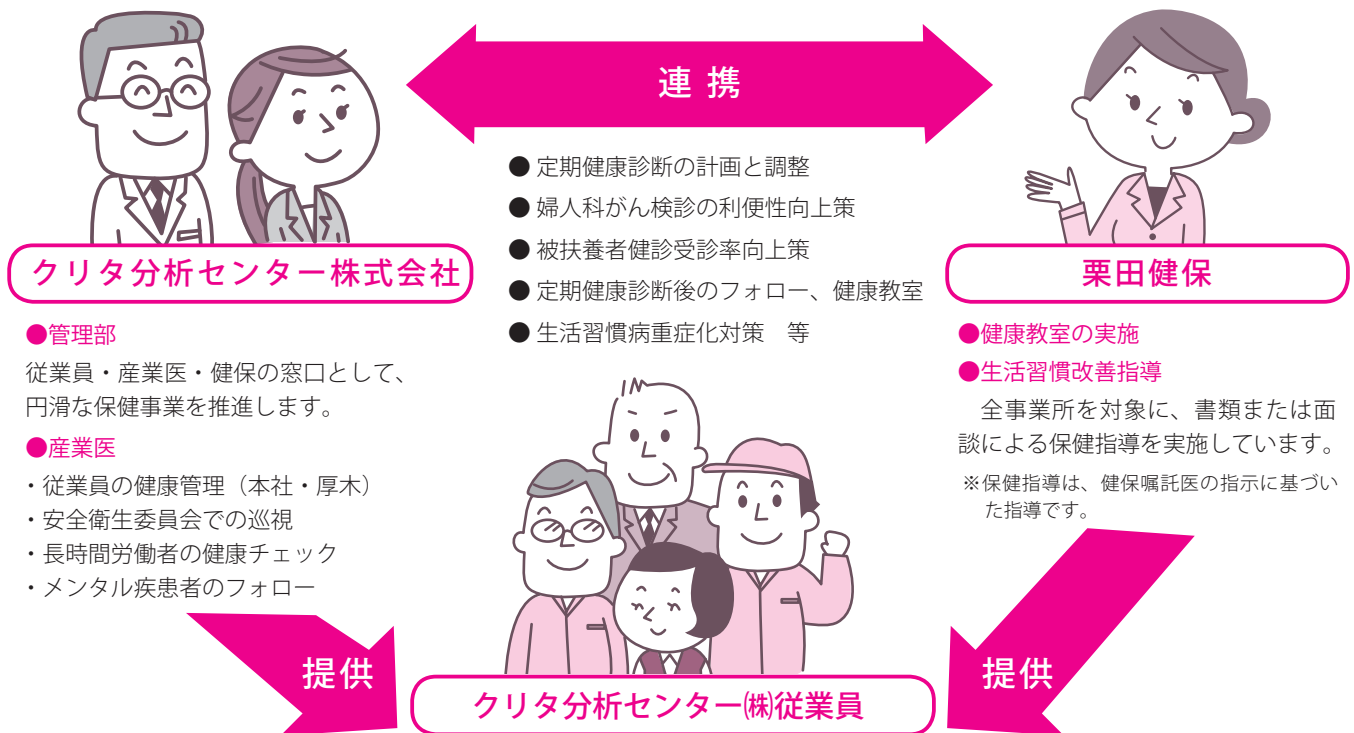 連携
● 定期健康診断の計画と調整
● 婦人科がん検診の利便性向上策
● 被扶養者健診受診率向上策
● 定期健康診断後のフォロー、健康教室
● 生活習慣病重症化対策　等
クリタ分析センター株式会社
●管理部
従業員・産業医・健保の窓口として、
円滑な保健事業を推進します。
●産業医
・従業員の健康管理（本社・厚木）
・安全衛生委員会での巡視
・長時間労働者の健康チェック
・メンタル疾患者のフォロー
提供
栗田健保
●健康教室の実施
●生活習慣改善指導
　全事業所を対象に、書類または面
談による保健指導を実施しています。
※保健指導は、健保嘱託医の指示に基づい
た指導です。
提供
クリタ分析センター㈱従業員